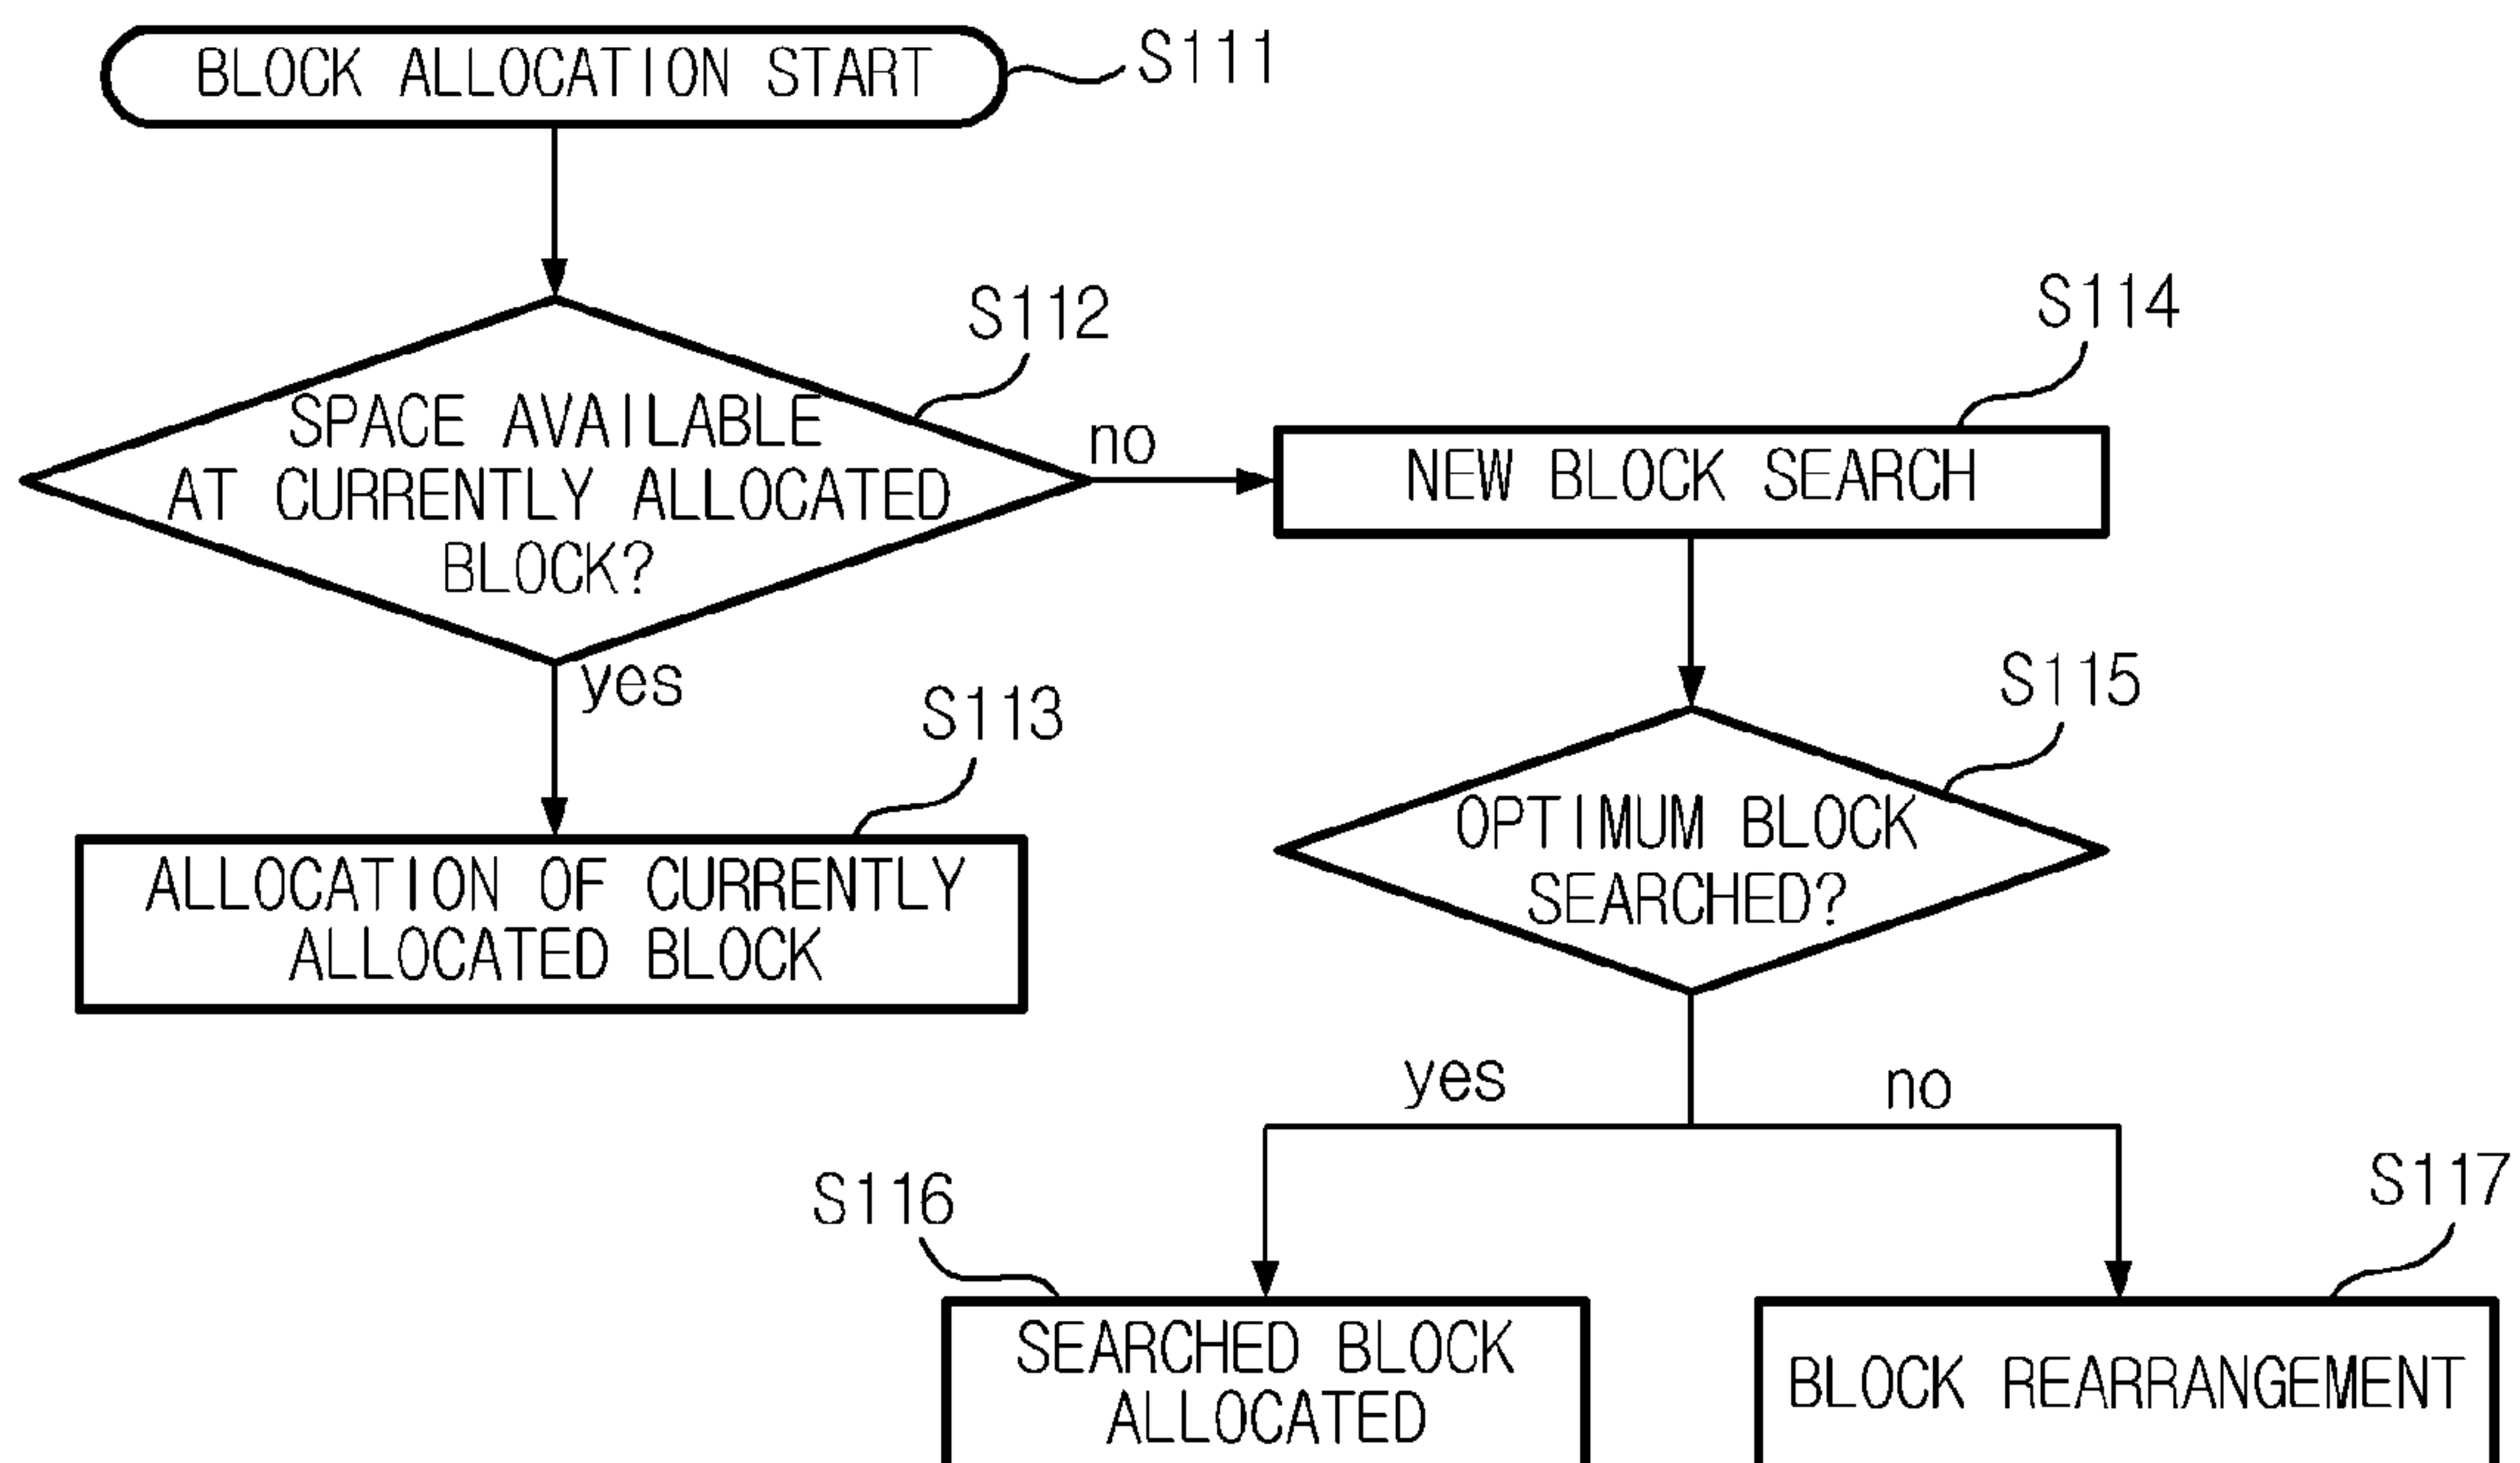 BLOCK ALLOCATION START
S111
S112
SPACE AVAILABLE
AT CURRENTLY ALLOCATED
BLOCK?
no
yes
S114
NEW BLOCK SEARCH
S113
ALLOCATION OF CURRENTLY
ALLOCATED BLOCK
S115
OPTIMUM BLOCK
SEARCHED?
yes
no
S116
SEARCHED BLOCK
ALLOCATED
S117
BLOCK REARRANGEMENT